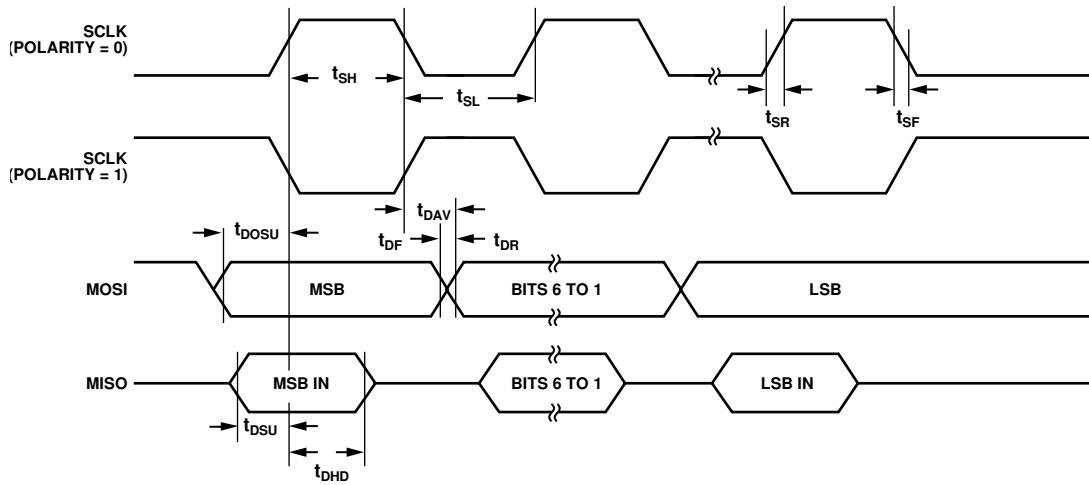 SCLK
(POLARITY = 0)
tSH
tSL
tSR
tSF
SCLK
(POLARITY = 1)
tDAV
tDOSU
tDF
tDR
MOSI
MSB
BITS 6 TO 1
LSB
MISO
MSB IN
BITS 6 TO 1
LSB IN
tDSU
tDHD